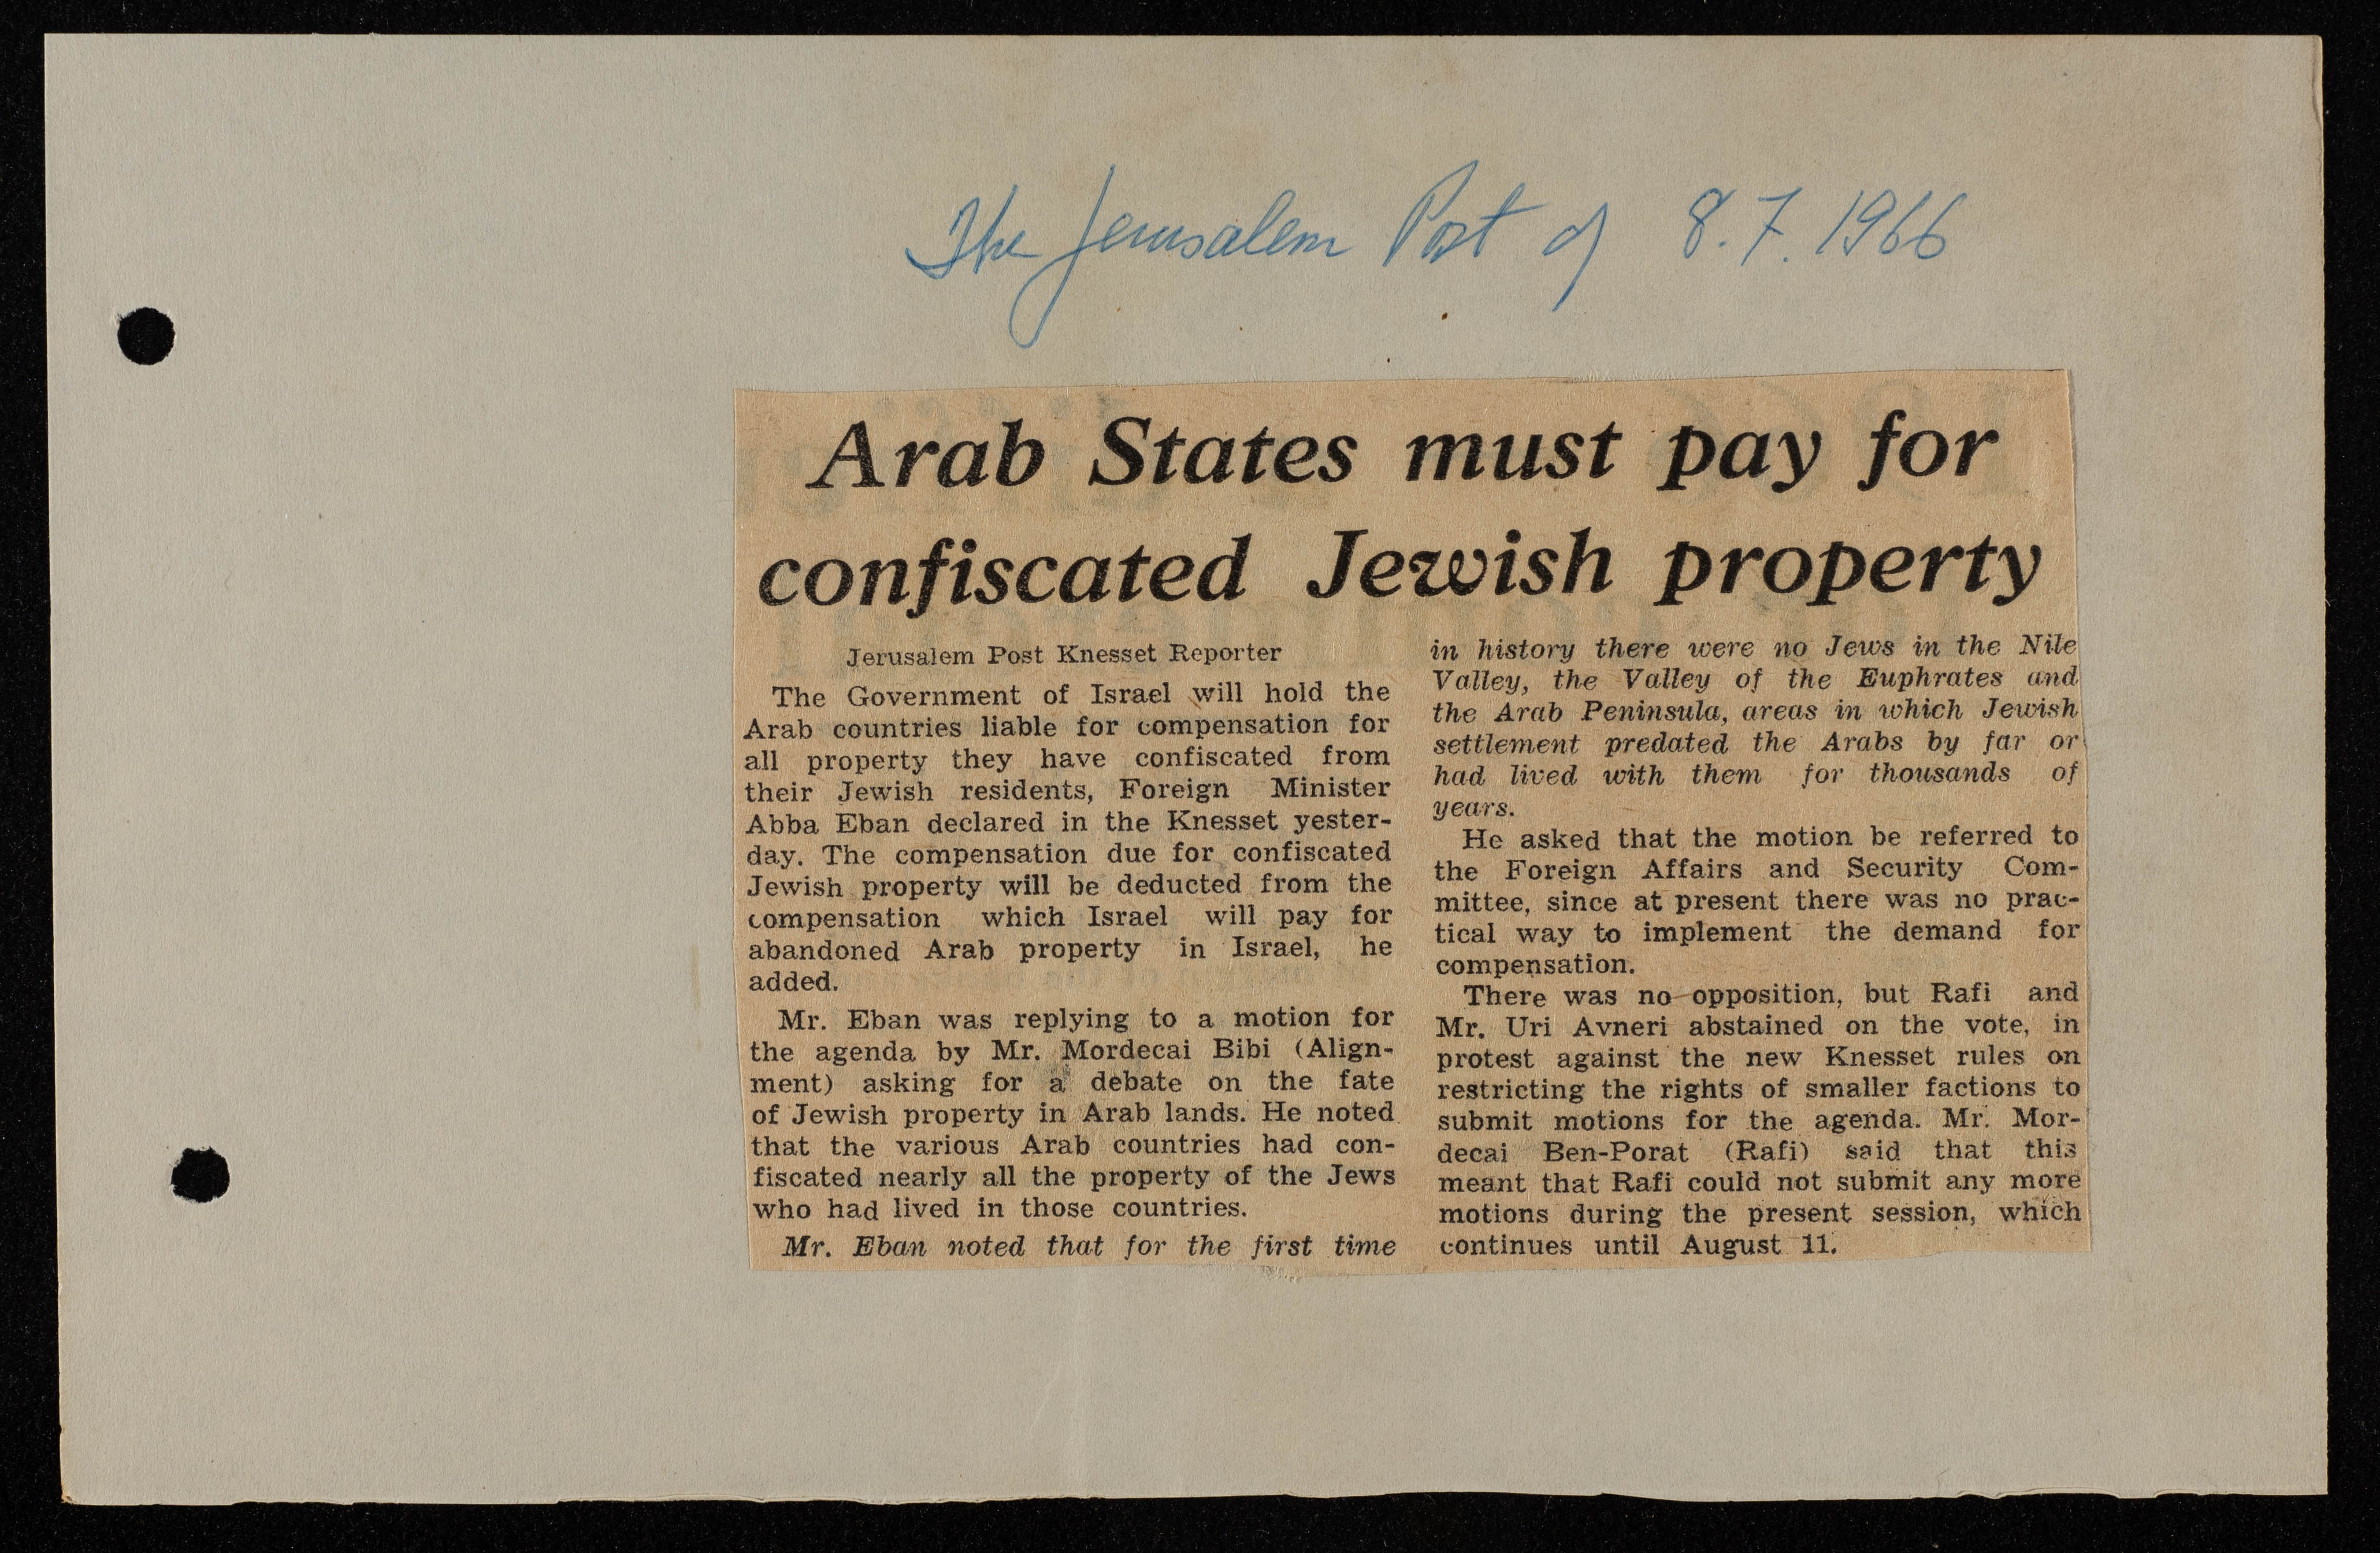 The Jerusalem Post of 8.7.1966
Arab States must pay for
confiscated Jewish property
Jerusalem Post Knesset Reporter
The Government of Israel will hold the
Arab countries liable for compensation for
all property they have confiscated from
their Jewish residents, Foreign Minister
Abba Eban declared in the Knesset yester-
day. The compensation due for confiscated
Jewish property will be deducted from the
compensation which Israel will pay for
abandoned Arab property in Israel, he
added.
Mr. Eban was replying to a motion for
the agenda by Mr. Mordecai Bibi (Align-
ment) asking for a debate on the fate
of Jewish property in Arab lands. He noted
that the various Arab countries had con-
fiscated nearly all the property of the Jews
who had lived in those countries.
Mr. Eban noted that for the first time
in history there were no Jews in the Nile
Valley, the Valley of the Euphrates and
the Arab Peninsula, areas in which Jewish
settlement predated the Arabs by far or
had lived with them for thousands of
years.
He asked that the motion be referred to
the Foreign Affairs and Security Com-
mittee, since at present there was no prac-
tical way to implement the demand for
compensation.
There was no opposition, but Rafi and
Mr. Uri Avneri abstained on the vote, in
protest against the new Knesset rules on
restricting the rights of smaller factions to
submit motions for the agenda. Mr. Mor-
decai Ben-Porat (Rafi) said that this
meant that Rafi could not submit any more
motions during the present session, which
continues until August 11.